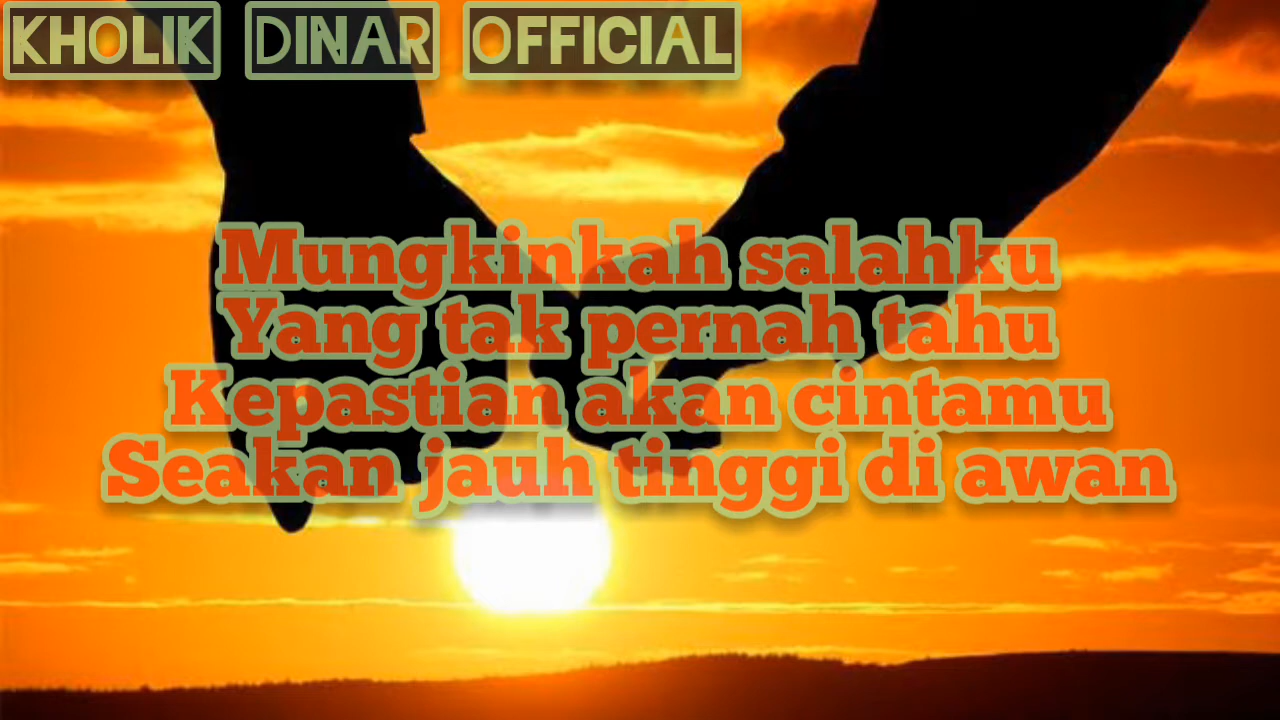 KHOLIK DINAR OFFICIAL
Mungkinkah salahku
Yang tak pernah tahu
Kepastian akan cintamu
Seakan jauh tinggi di awan